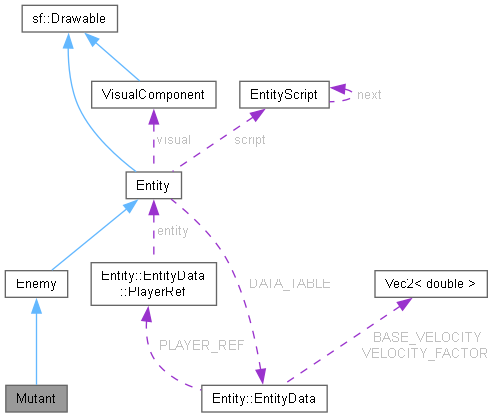 sf::Drawable
VisualComponent
EntityScript
next
visual
script
Entity
entity
Enemy
Entity::EntityData
::PlayerRef
DATA_TABLE
Vec2< double >
PLAYER_REF
BASE_VELOCITY
VELOCITY_FACTOR
Mutant
Entity::EntityData